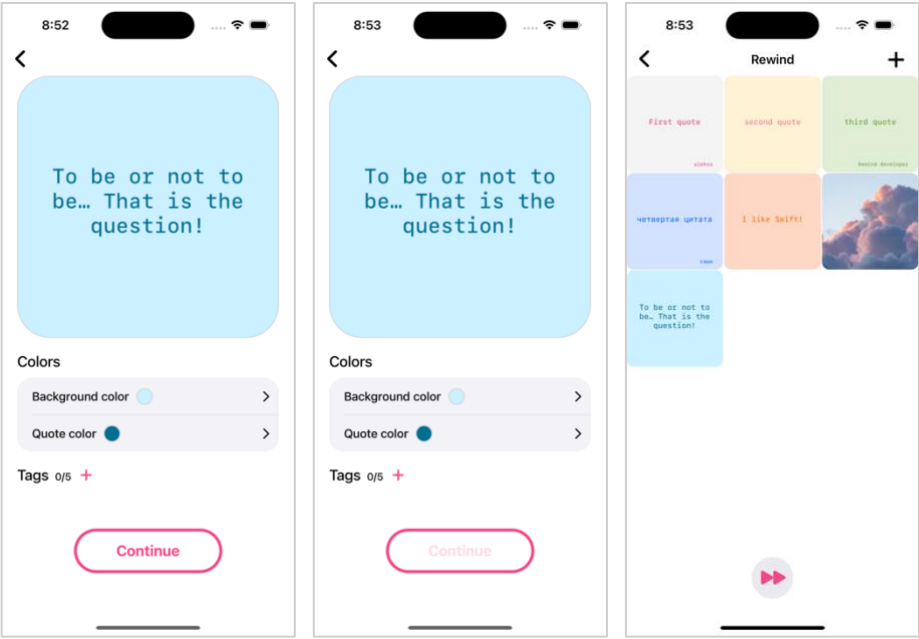 8:52
To be or not to
be… That is the
question!
Colors
Background color
Quote color
Tags 0/5 +
Continue
8:53
To be or not to
be… That is the
question!
Colors
Background color
Quote color
Tags 0/5 +
Continue
8:53
Rewind
First quote
second quote
third quote
Rewind developer
четвертая цитата
I like Swift!
To be or not to
be… That is the
question!